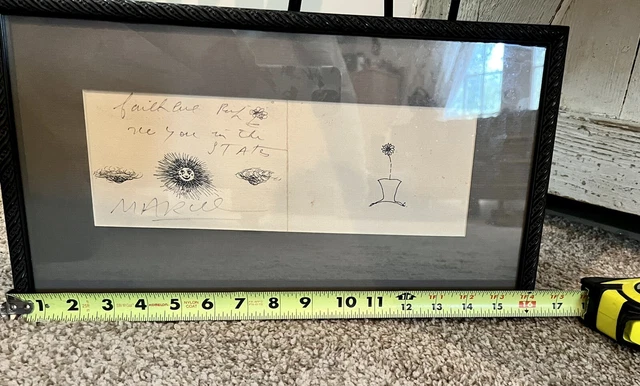 faithful Paul
see you in the
STATES
MARCEL
1 2 3 4 5 6 7 8 9 10 11 12 13 14 15 16 17